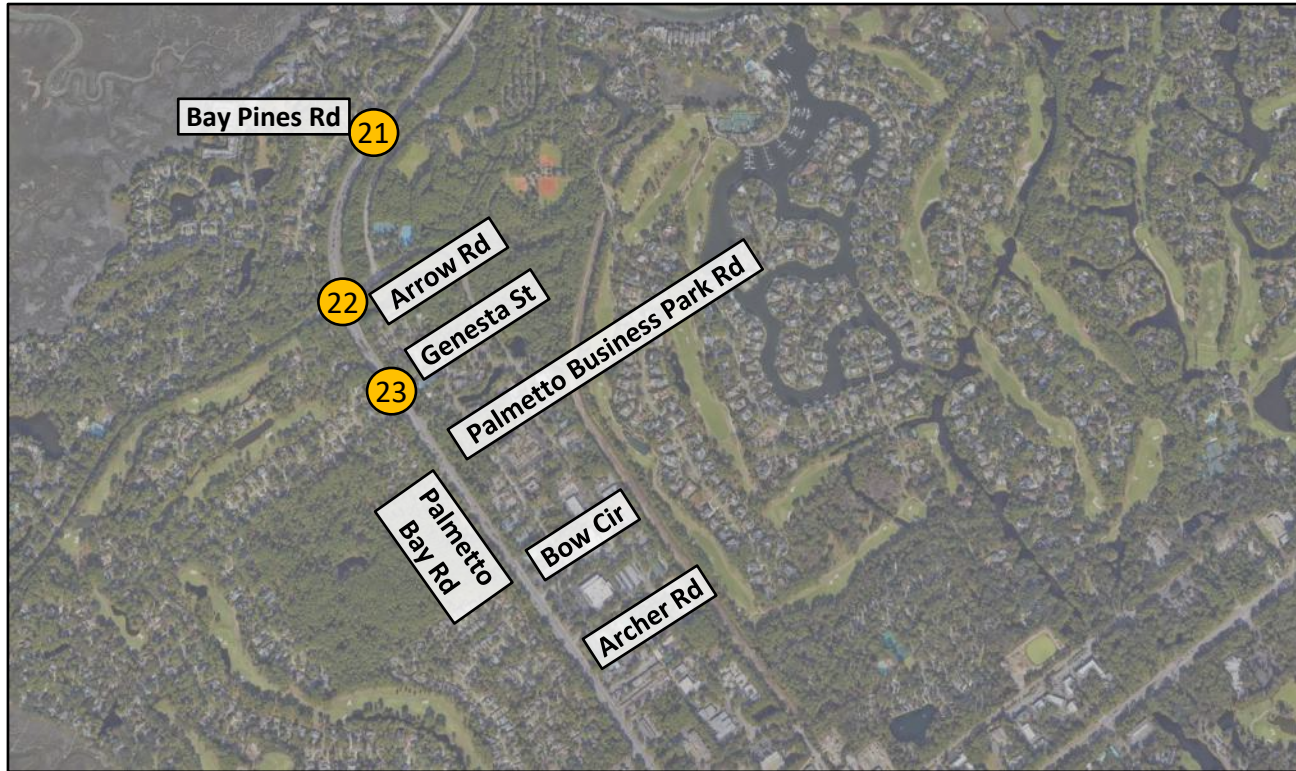 Bay Pines Rd
21
Arrow Rd
22
Genesta St
23
Palmetto Business Park Rd
Palmetto
Bay Rd
Bow Cir
Archer Rd